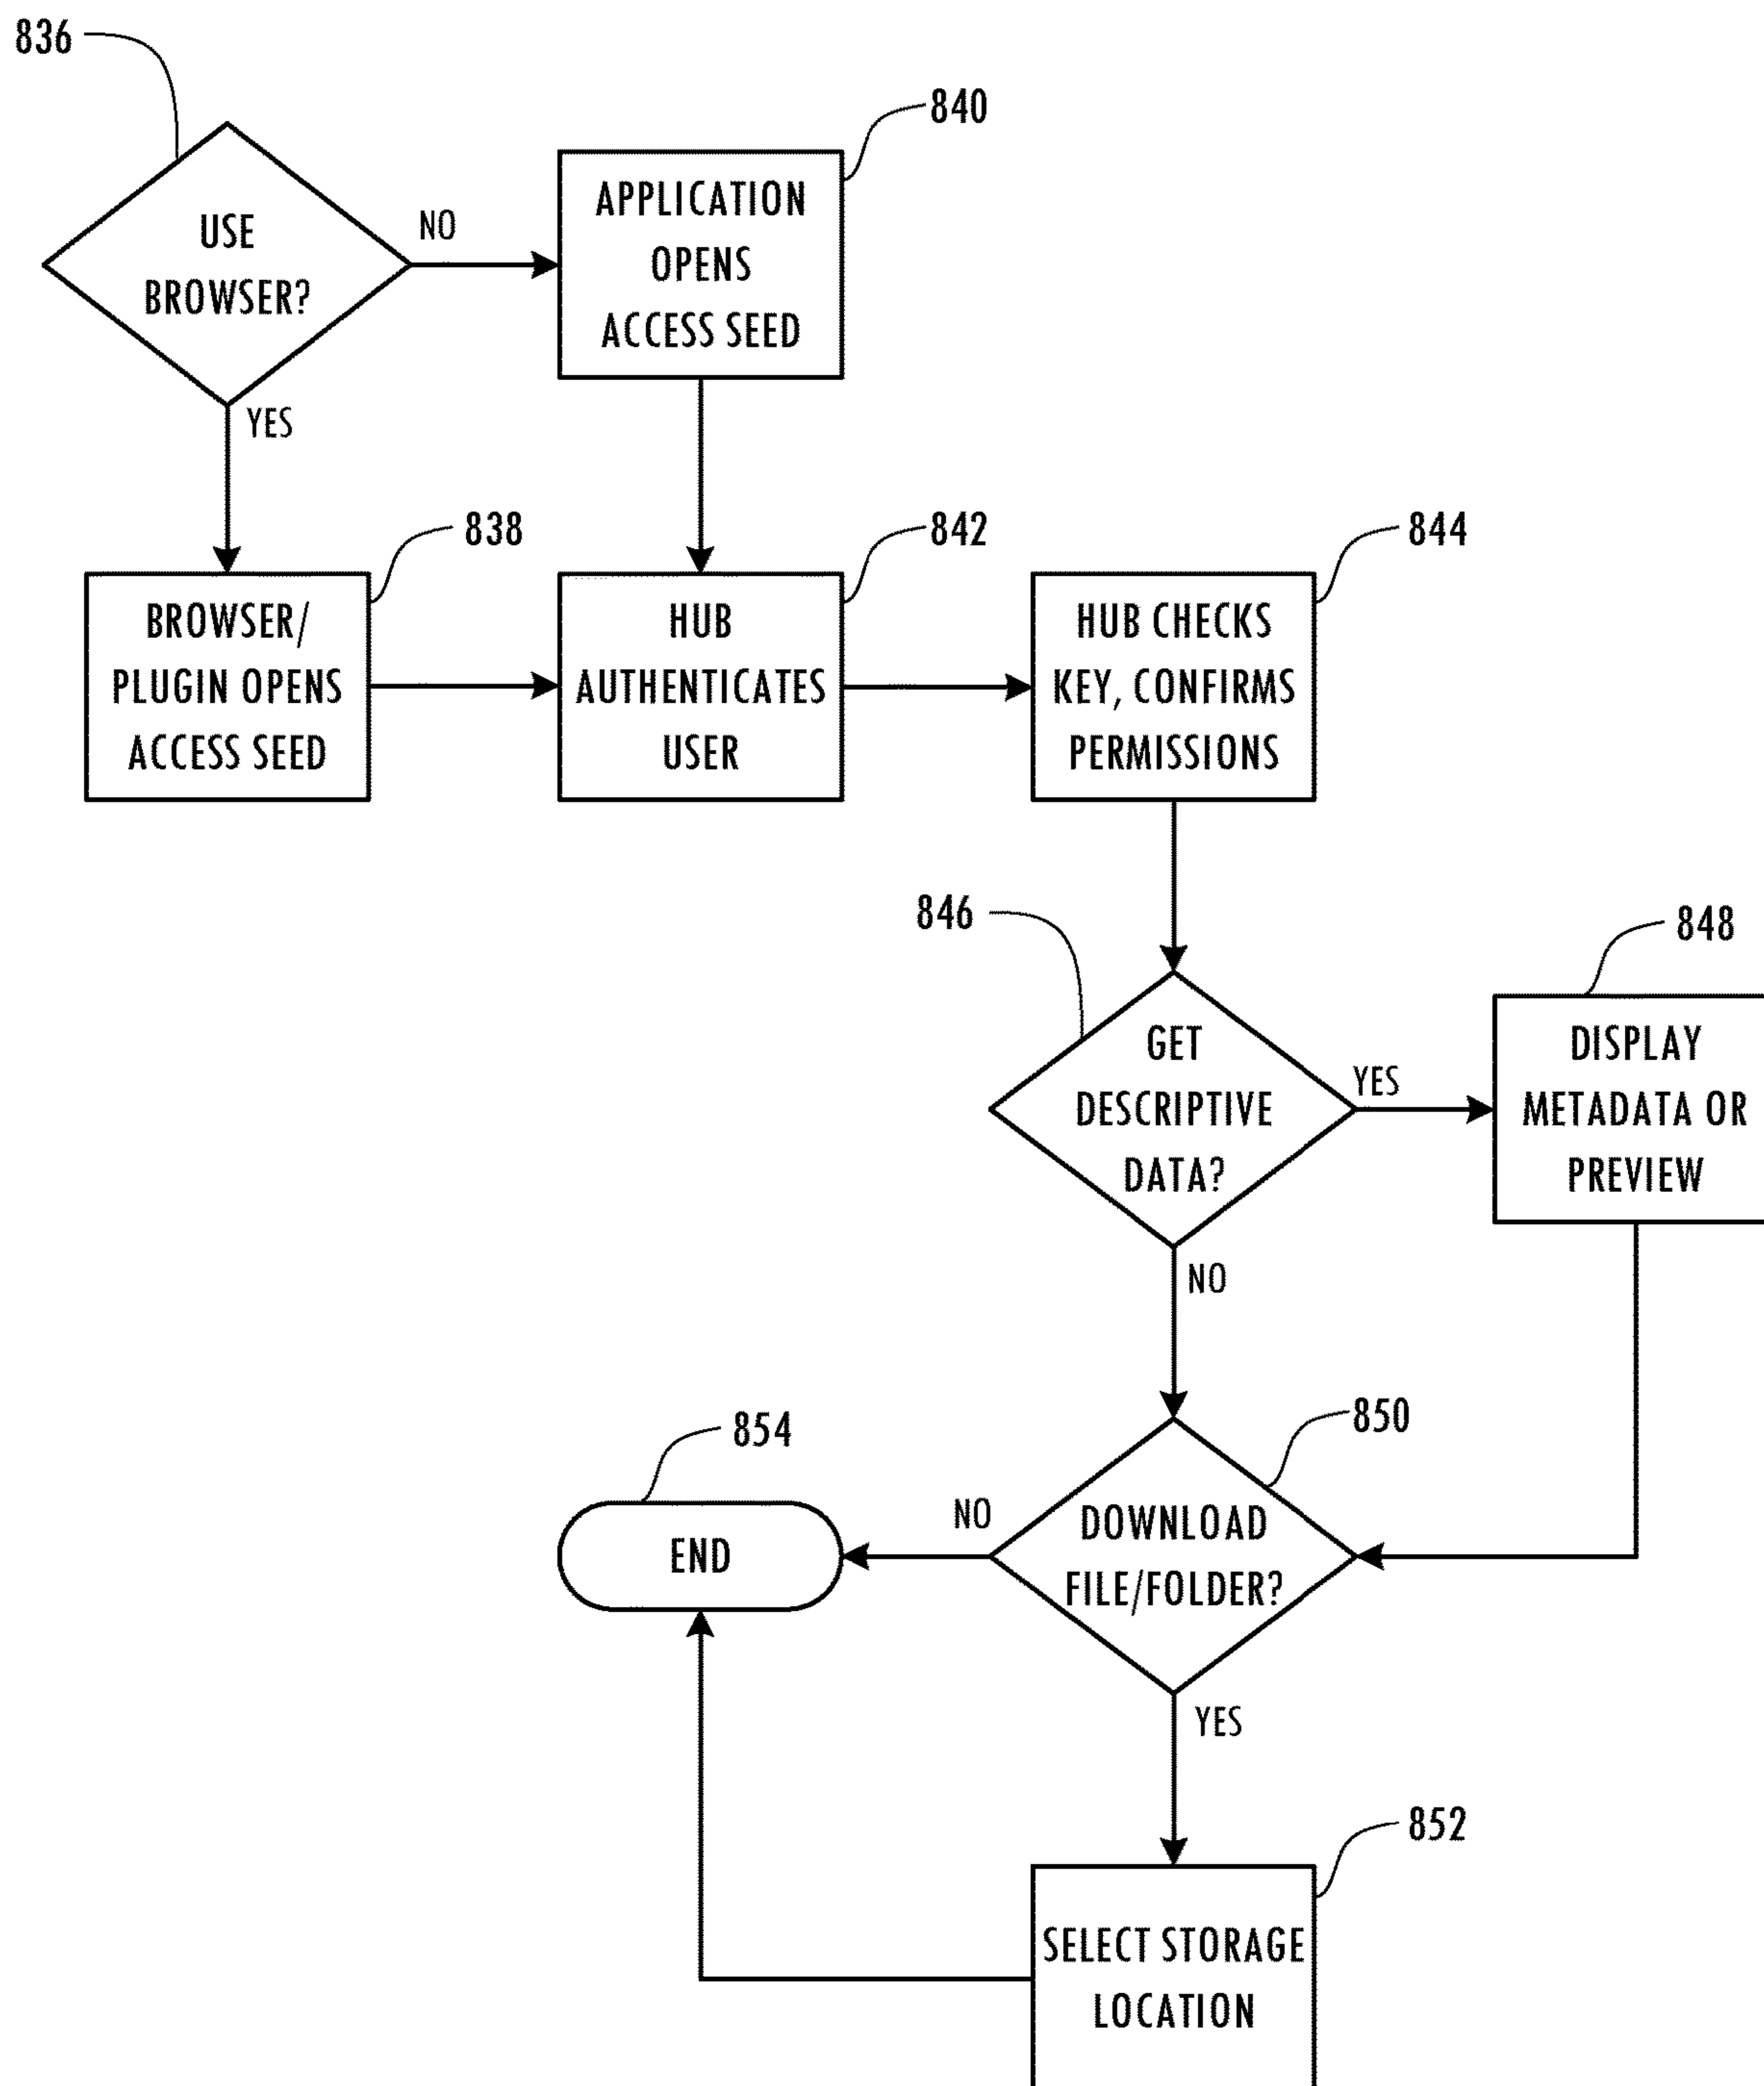 836
840
USE
BROWSER?
NO
APPLICATION
OPENS
ACCESS SEED
YES
838
842
844
BROWSER/
PLUGIN OPENS
ACCESS SEED
HUB
AUTHENTICATES
USER
HUB CHECKS
KEY, CONFIRMS
PERMISSIONS
846
848
GET
DESCRIPTIVE
DATA?
YES
DISPLAY
METADATA OR
PREVIEW
NO
850
854
NO
DOWNLOAD
FILE/FOLDER?
END
YES
852
SELECT STORAGE
LOCATION